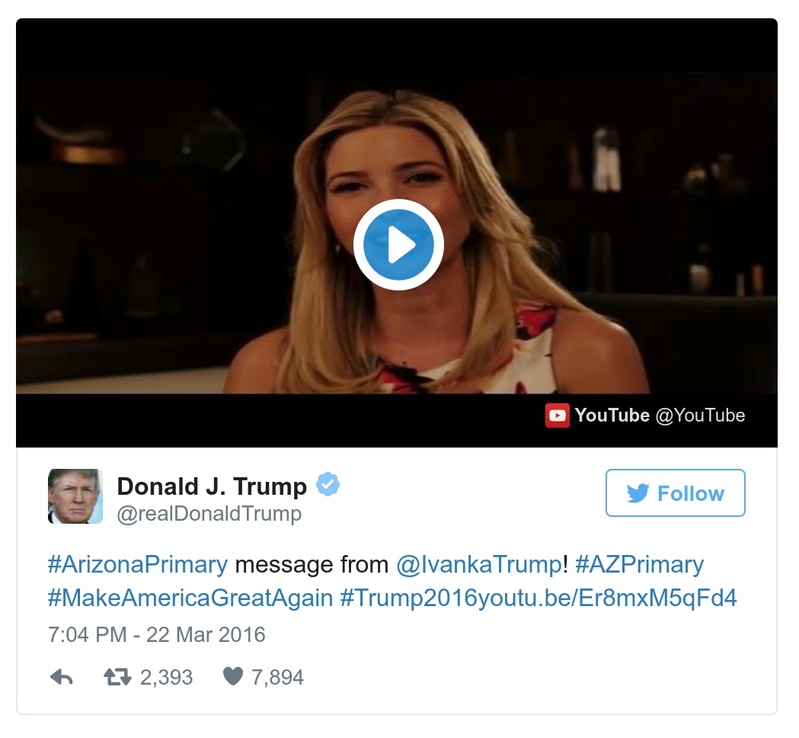 YouTube @YouTube
Donald J. Trump
@realDonaldTrump
Follow
#ArizonaPrimary message from @IvankaTrump! #AZPrimary
#MakeAmericaGreatAgain #Trump2016youtu.be/Er8mxM5qFd4
7:04 PM - 22 Mar 2016
2,393 7,894